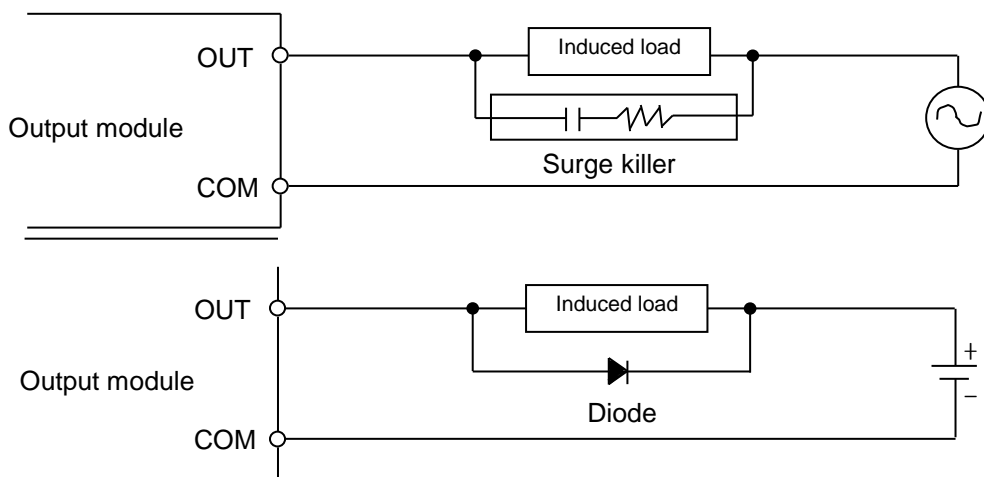 OUT
Induced load
Output module
Surge killer
COM
OUT
Induced load
+
Output module
−
Diode
COM